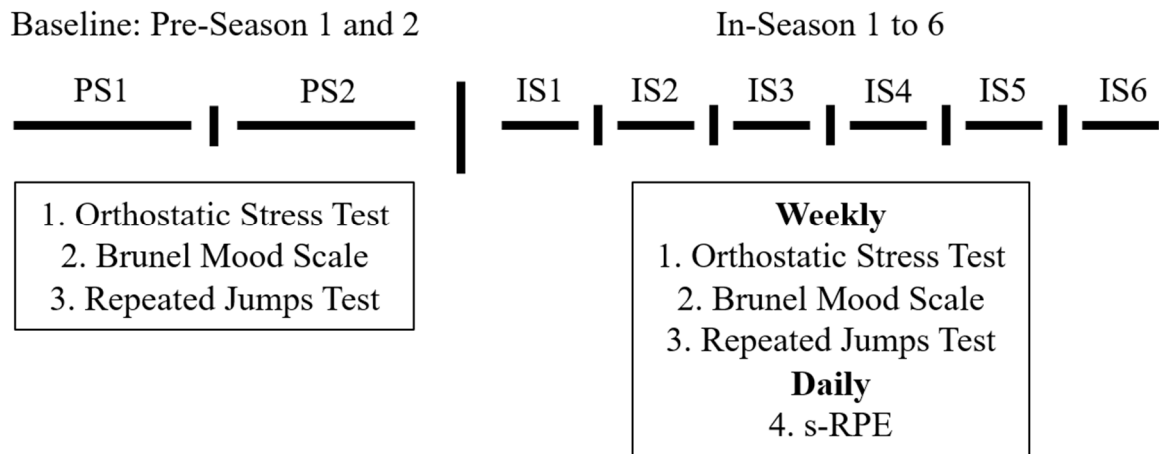 Baseline: Pre-Season 1 and 2
In-Season 1 to 6
PS1
PS2
IS1
IS2
IS3
IS4
IS5
IS6
1. Orthostatic Stress Test
2. Brunel Mood Scale
3. Repeated Jumps Test
Weekly
1. Orthostatic Stress Test
2. Brunel Mood Scale
3. Repeated Jumps Test
Daily
4. s-RPE